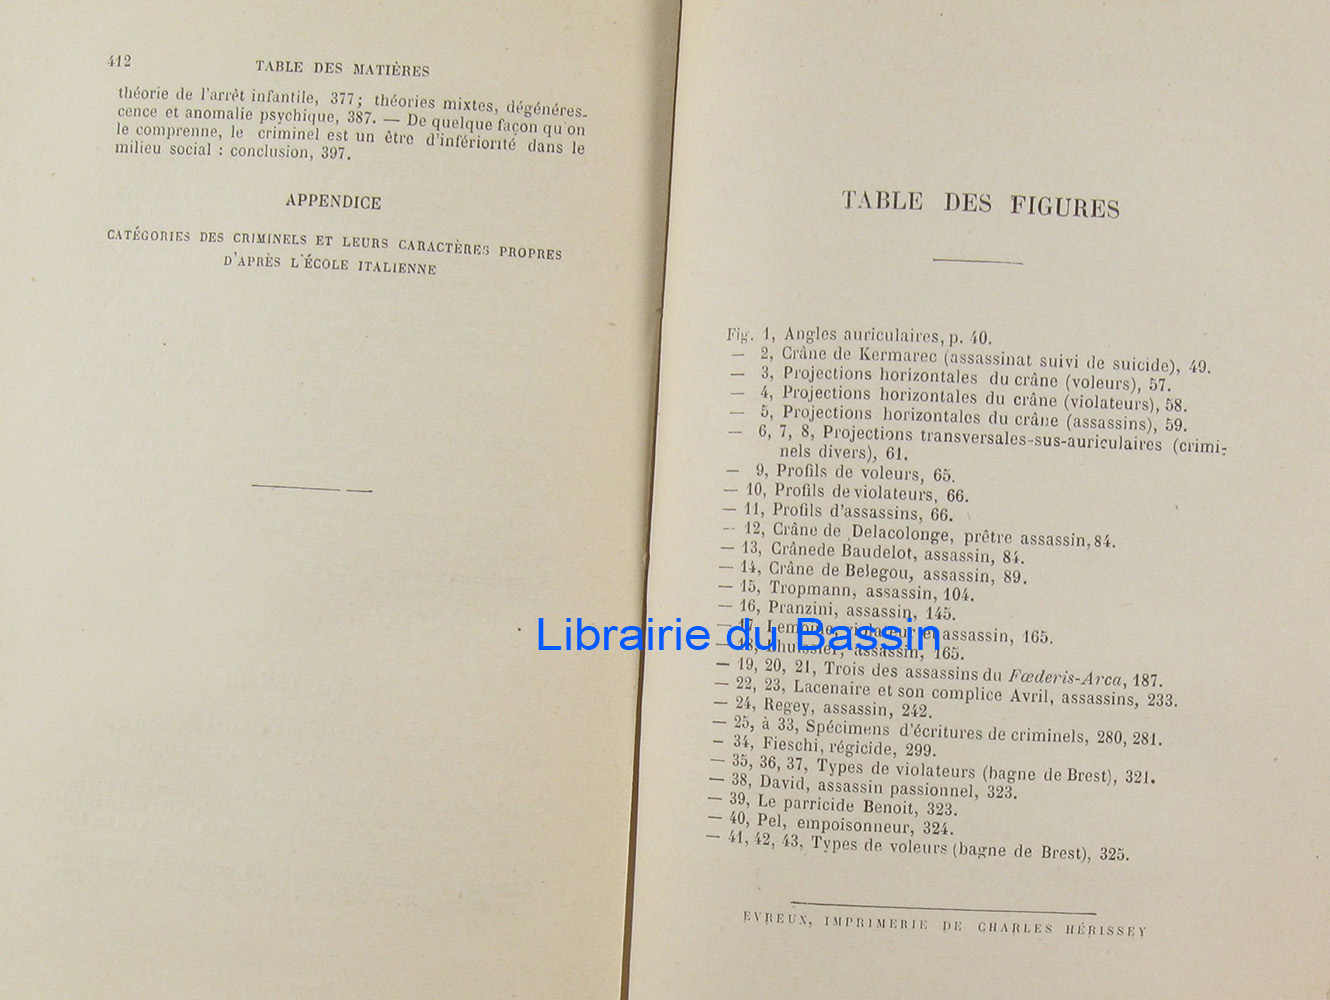 412
TABLE DES MATIÈRES
théorie de l'arrêt infantile, 377; théories mixtes, dégénéres-
cence et anomalie psychique, 387. — De quelque façon qu'on
le comprenne, le criminel est un être d'infériorité dans le
milieu social : conclusion, 397.
APPENDICE
CATÉGORIES DES CRIMINELS ET LEURS CARACTÈRES PROPRES
D'APRÈS L'ÉCOLE ITALIENNE
TABLE DES FIGURES
Fig. 1, Angles auriculaires, p. 40.
— 2, Crâne de Kermarec (assassinat suivi de suicide), 49.
— 3, Projections horizontales du crâne (voleurs), 57.
— 4, Projections horizontales du crâne (violateurs), 58.
— 5, Projections horizontales du crâne (assassins), 59.
— 6, 7, 8, Projections transversales-sus-auriculaires (crimi-
nels divers), 61.
— 9, Profils de voleurs, 65.
— 10, Profils de violateurs, 66.
— 11, Profils d'assassins, 66.
— 12, Crâne de Delacolonge, prêtre assassin, 84.
— 13, Crânede Baudelot, assassin, 84.
— 14, Crâne de Belegou, assassin, 89.
— 15, Tropmann, assassin, 104.
— 16, Pranzini, assassin, 145.
— 17, Lemoine, violateur et assassin, 165.
— 18, Lhuissier, assassin, 165.
— 19, 20, 21, Trois des assassins du Fœderis-Arca, 187.
— 22, 23, Lacenaire et son complice Avril, assassins, 233.
— 24, Regey, assassin, 242.
— 25, à 33, Spécimens d'écritures de criminels, 280, 281.
— 34, Fieschi, régicide, 299.
— 35, 36, 37, Types de violateurs (bagne de Brest), 321.
— 38, David, assassin passionnel, 323.
— 39, Le parricide Benoit, 323.
— 40, Pel, empoisonneur, 324.
— 41, 42, 43, Types de voleurs (bagne de Brest), 325.
EVREUX, IMPRIMERIE DE CHARLES HÉRISSEY
Librairie du Bassin